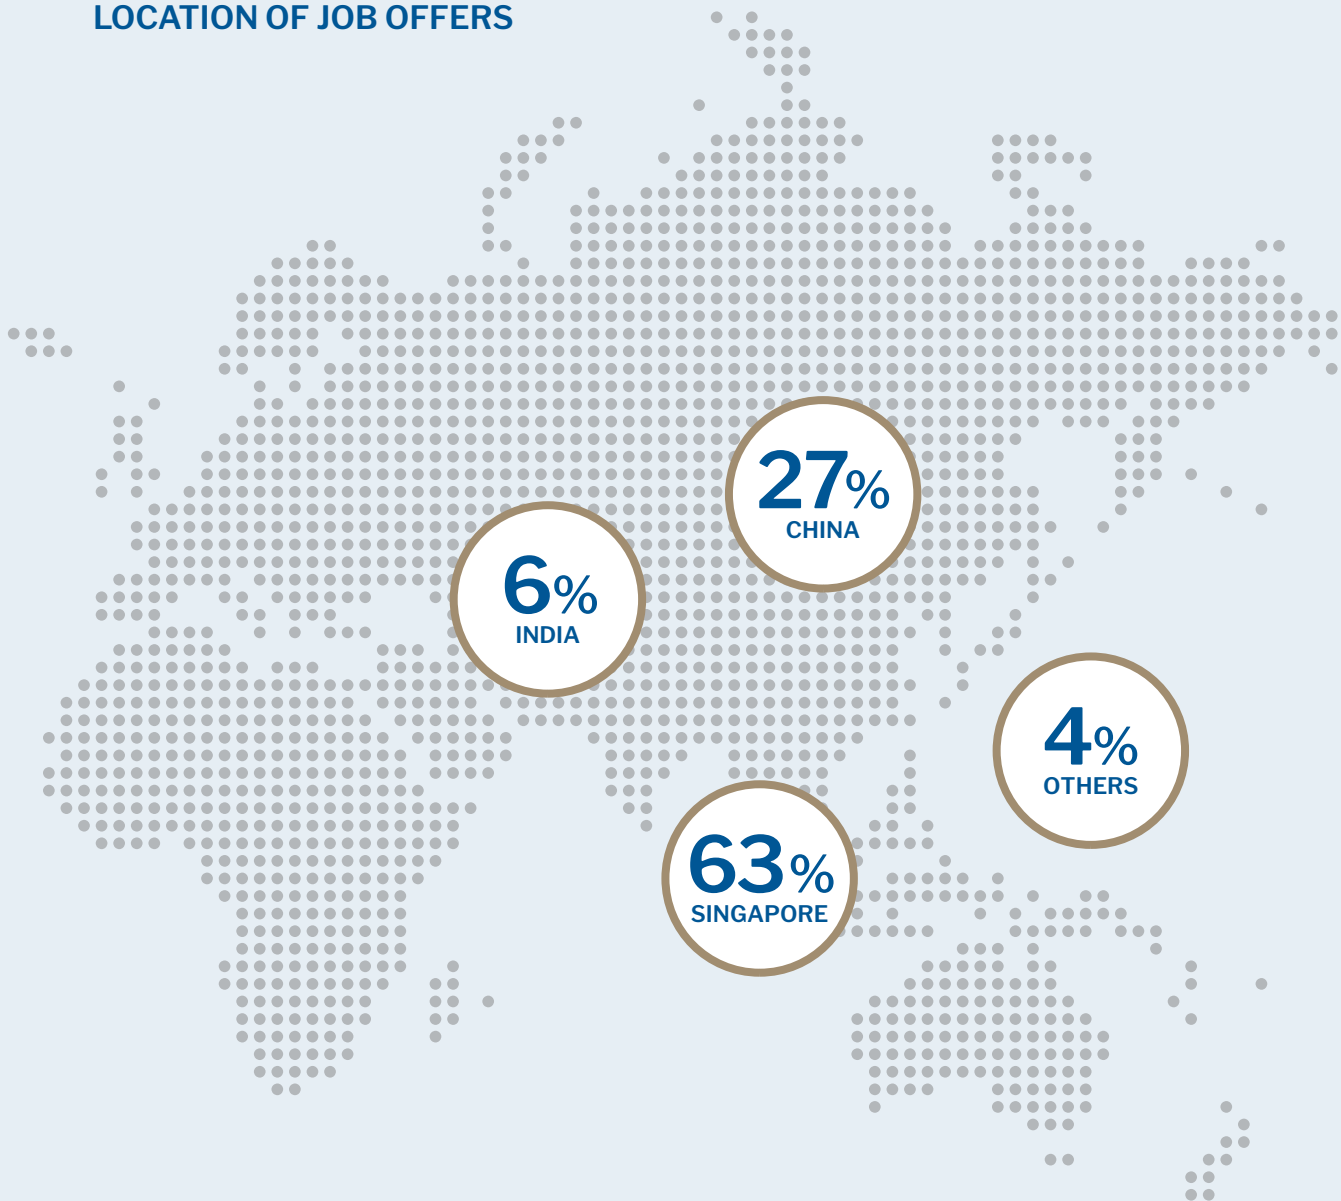 LOCATION OF JOB OFFERS
27%
CHINA
6%
INDIA
4%
OTHERS
63%
SINGAPORE